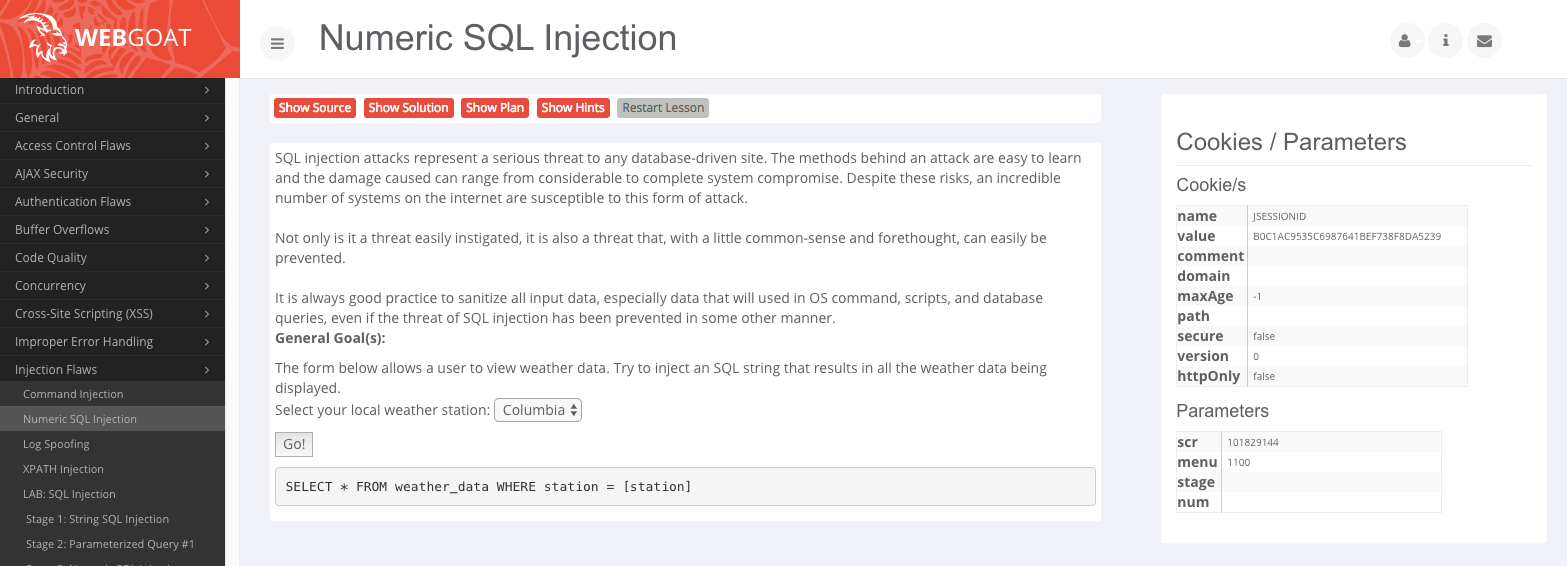 WEBGOAT
Numeric SQL Injection
Introduction
General
Access Control Flaws
AJAX Security
Authentication Flaws
Buffer Overflows
Code Quality
Concurrency
Cross-Site Scripting (XSS)
Improper Error Handling
Injection Flaws
Command Injection
Numeric SQL Injection
Log Spoofing
XPATH Injection
LAB: SQL Injection
Stage 1: String SQL Injection
Stage 2: Parameterized Query #1
Show Source Show Solution Show Plan Show Hints Restart Lesson
SQL injection attacks represent a serious threat to any database-driven site. The methods behind an attack are easy to learn
and the damage caused can range from considerable to complete system compromise. Despite these risks, an incredible
number of systems on the internet are susceptible to this form of attack.
Not only is it a threat easily instigated, it is also a threat that, with a little common-sense and forethought, can easily be
prevented.
It is always good practice to sanitize all input data, especially data that will used in OS command, scripts, and database
queries, even if the threat of SQL injection has been prevented in some other manner.
General Goal(s):
The form below allows a user to view weather data. Try to inject an SQL string that results in all the weather data being
displayed.
Select your local weather station: Columbia
Go!
SELECT * FROM weather_data WHERE station = [station]
Cookies / Parameters
Cookie/s
name JSESSIONID
value B0C1AC9535C6987641BEF738F8DA5239
comment
domain
maxAge -1
path
secure false
version 0
httpOnly false
Parameters
scr 101829144
menu 1100
stage
num